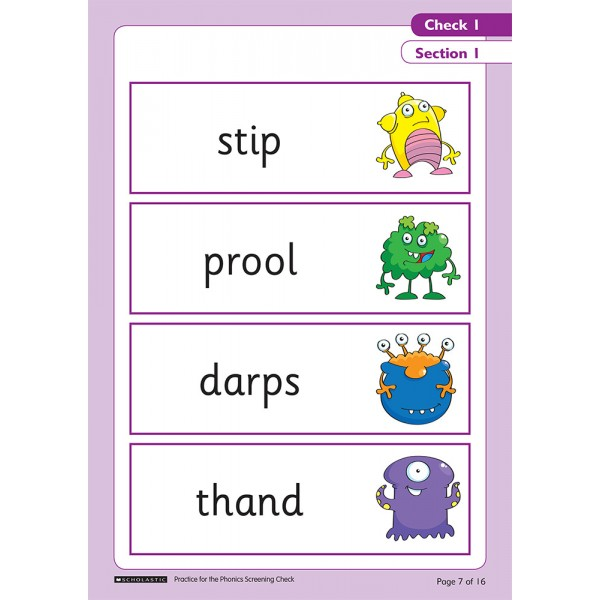 Check 1
Section 1
stip
prool
darps
thand
SCHOLASTIC Practice for the Phonics Screening Check Page 7 of 16